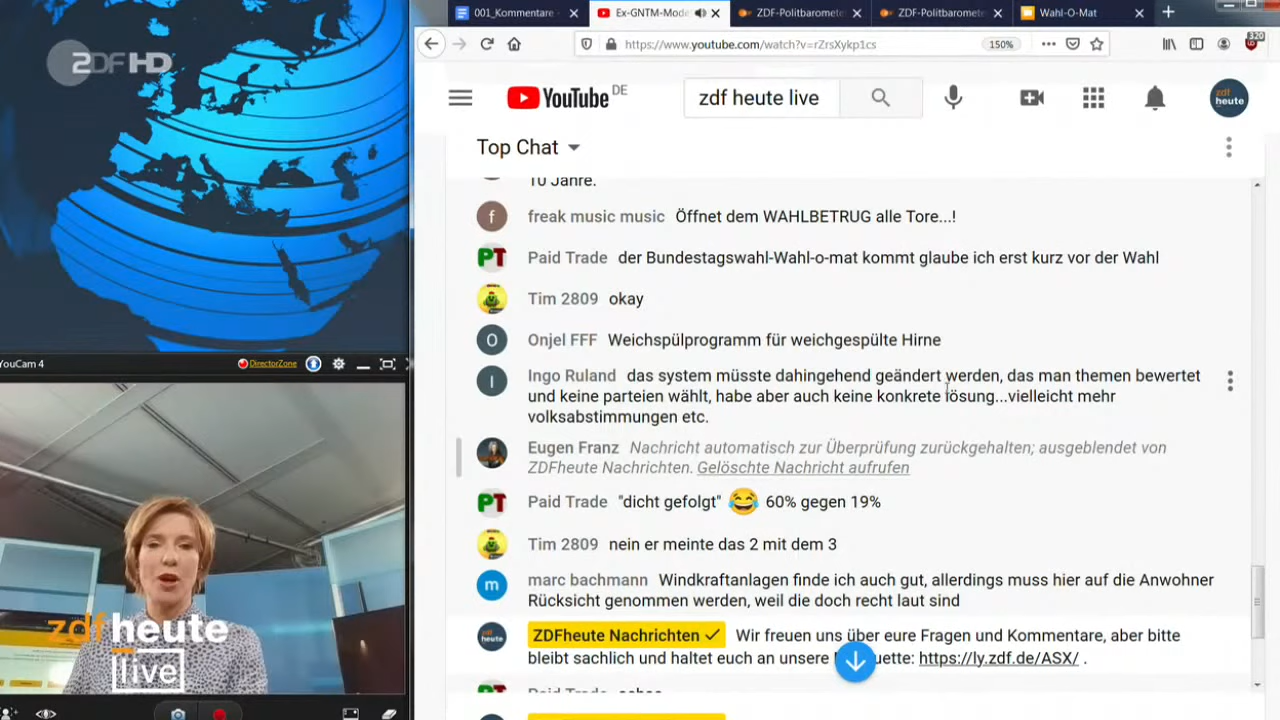 001_Kommentare -
Ex-GNTM-Mode
ZDF-Politbaromete
ZDF-Politbaromet
Wahl-O-Mat
ZDF HD
https://www.youtube.com/watch?v=rZrsXykp1cs
150%
320
YouTube DE
zdf heute live
zdf
heute
Top Chat
10 Jahre.
f freak music music Öffnet dem WAHLBETRUG alle Tore...!
PT Paid Trade der Bundestagswahl-Wahl-o-mat kommt glaube ich erst kurz vor der Wahl
Tim 2809 okay
O Onjel FFF Weichspülprogramm für weichgespülte Hirne
I Ingo Ruland das system müsste dahingehend geändert werden, das man themen bewertet
und keine parteien wählt, habe aber auch keine konkrete lösung...vielleicht mehr
volksabstimmungen etc.
Eugen Franz Nachricht automatisch zur Überprüfung zurückgehalten; ausgeblendet von
ZDFheute Nachrichten. Gelöschte Nachricht aufrufen
PT Paid Trade "dicht gefolgt" 😂 60% gegen 19%
Tim 2809 nein er meinte das 2 mit dem 3
m marc bachmann Windkraftanlagen finde ich auch gut, allerdings muss hier auf die Anwohner
Rücksicht genommen werden, weil die doch recht laut sind
ZDFheute Nachrichten ✓ Wir freuen uns über eure Fragen und Kommentare, aber bitte
bleibt sachlich und haltet euch an unsere https://ly.zdf.de/ASX/ .
YouCam 4
DirectorZone
zdfheute
live